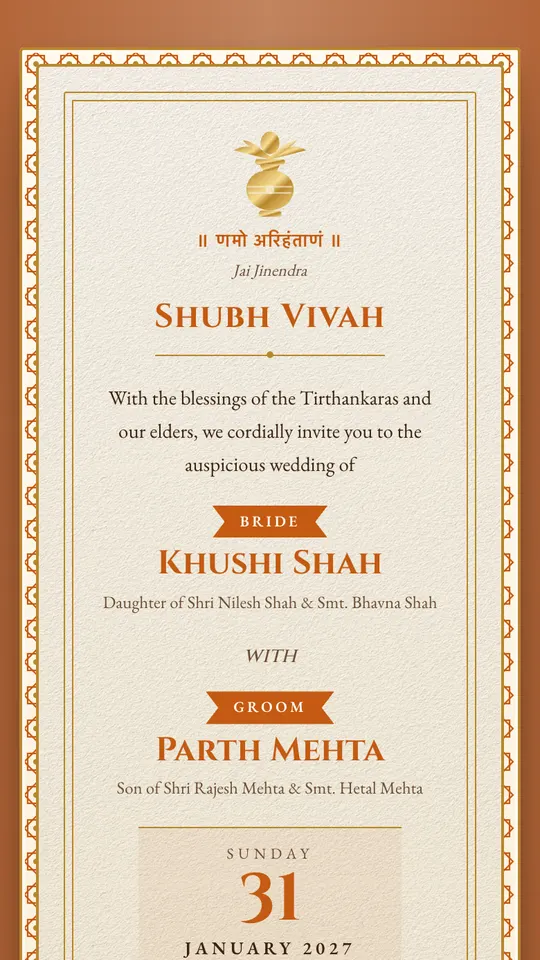 ॥ णमो अरिहंताणं ॥
Jai Jinendra
SHUBH VIVAH
With the blessings of the Tirthankaras and
our elders, we cordially invite you to the
auspicious wedding of
BRIDE
KHUSHI SHAH
Daughter of Shri Nilesh Shah & Smt. Bhavna Shah
WITH
GROOM
PARTH MEHTA
Son of Shri Rajesh Mehta & Smt. Hetal Mehta
SUNDAY
31
JANUARY 2027